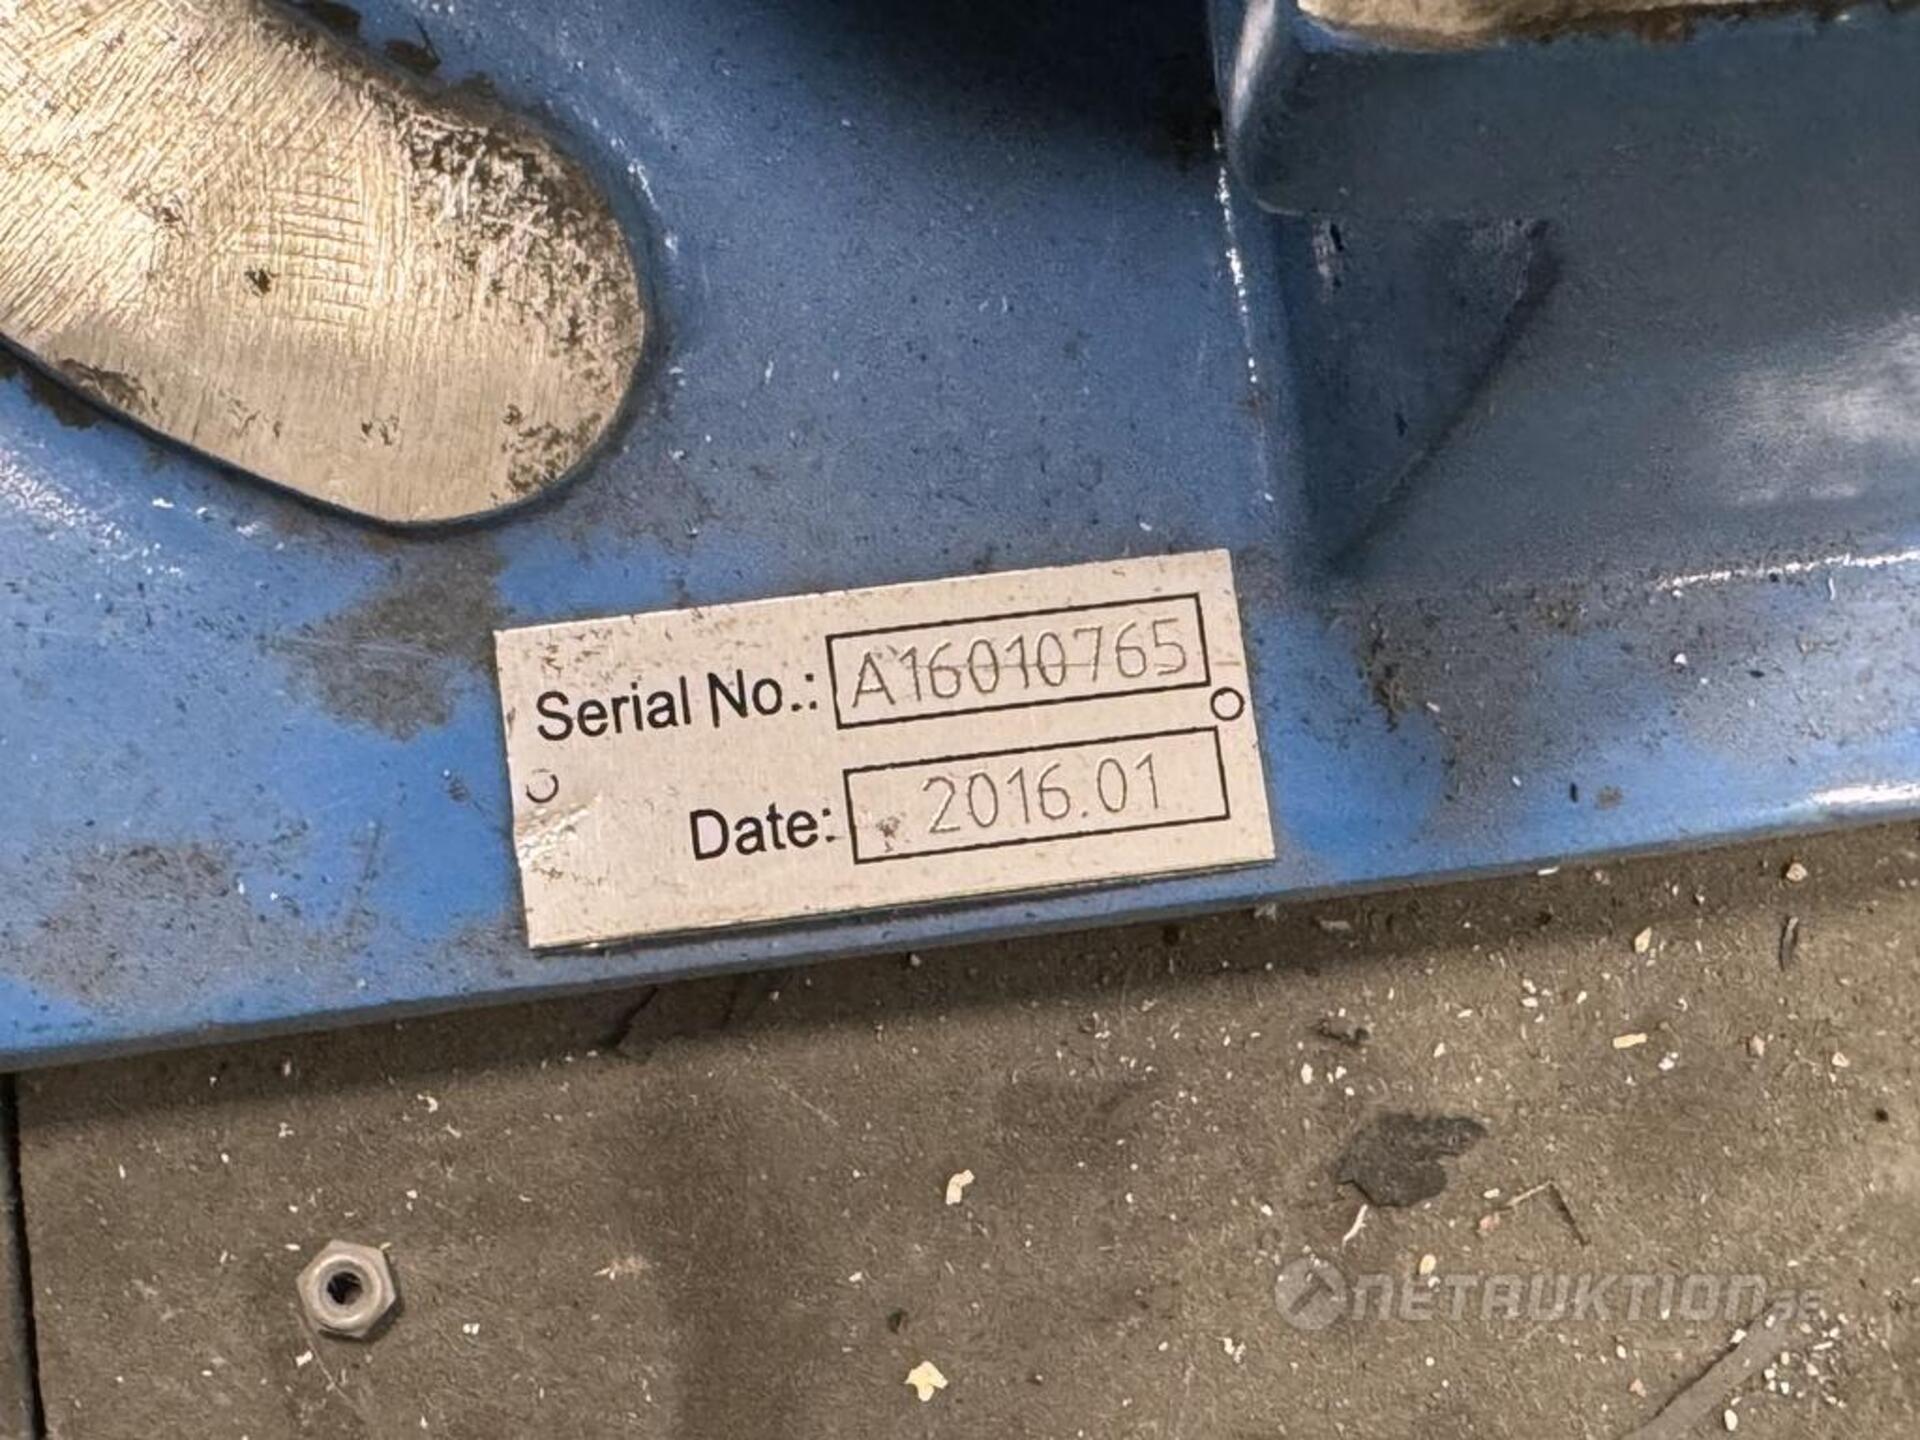 Serial No.: A16010765
Date: 2016.01
NETAUKTION.SE